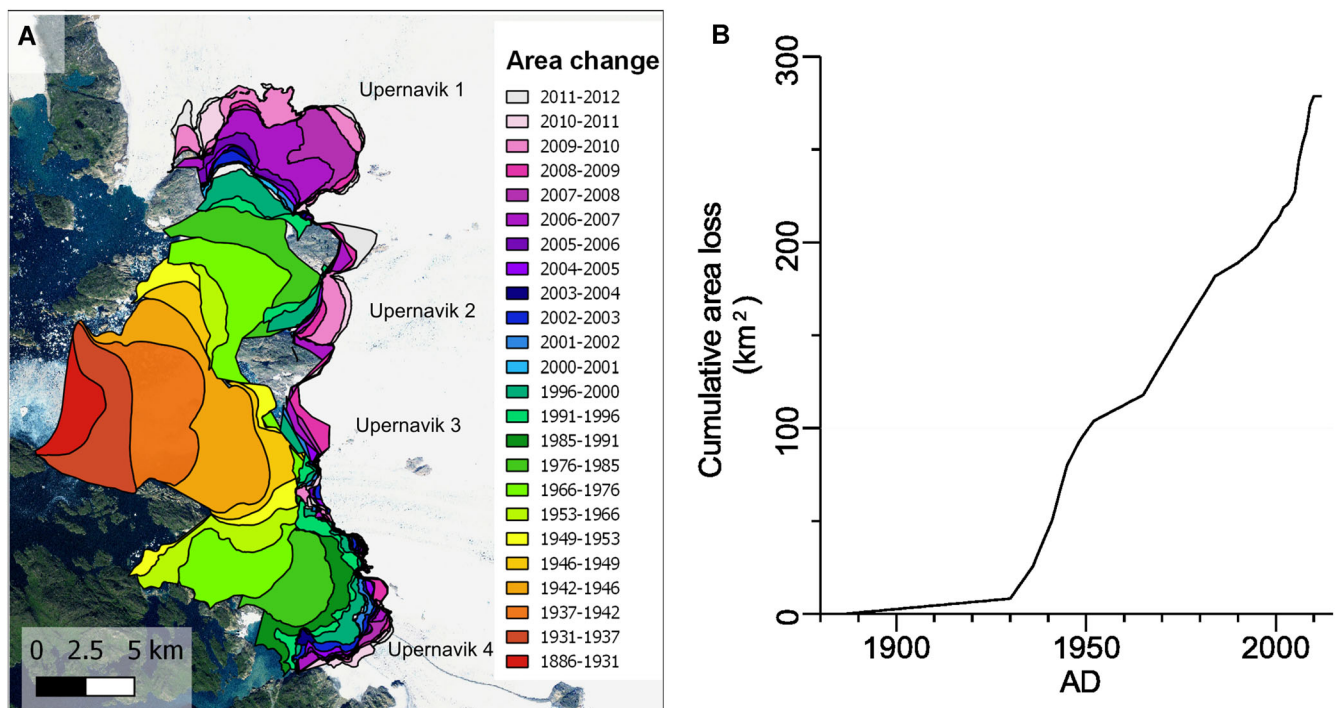 A
Upernavik 1
Upernavik 2
Upernavik 3
Upernavik 4
0 2.5 5 km
Area change
2011-2012
2010-2011
2009-2010
2008-2009
2007-2008
2006-2007
2005-2006
2004-2005
2003-2004
2002-2003
2001-2002
2000-2001
1996-2000
1991-1996
1985-1991
1976-1985
1966-1976
1953-1966
1949-1953
1946-1949
1942-1946
1937-1942
1931-1937
1886-1931
B
Cumulative area loss
(km²)
300
200
100
0
1900 1950 2000
AD